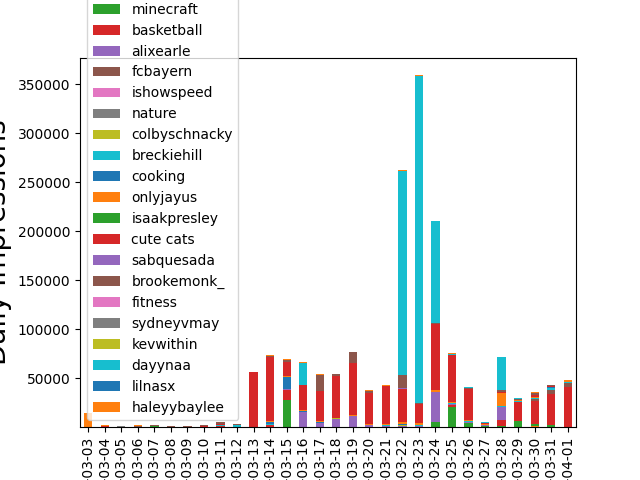 minecraft
basketball
alixearle
fcbayern
ishowspeed
nature
colbyschnacky
breckiehill
cooking
onlyjayus
isaakpresley
cute cats
sabquesada
brookemonk_
fitness
sydneyvmay
kevwithin
dayynaa
lilnasx
haleyybaylee
350000
300000
250000
200000
150000
100000
50000
Daily Impressions
03-03
03-04
03-05
03-06
03-07
03-08
03-09
03-10
03-11
03-12
03-13
03-14
03-15
03-16
03-17
03-18
03-19
03-20
03-21
03-22
03-23
03-24
03-25
03-26
03-27
03-28
03-29
03-30
03-31
04-01